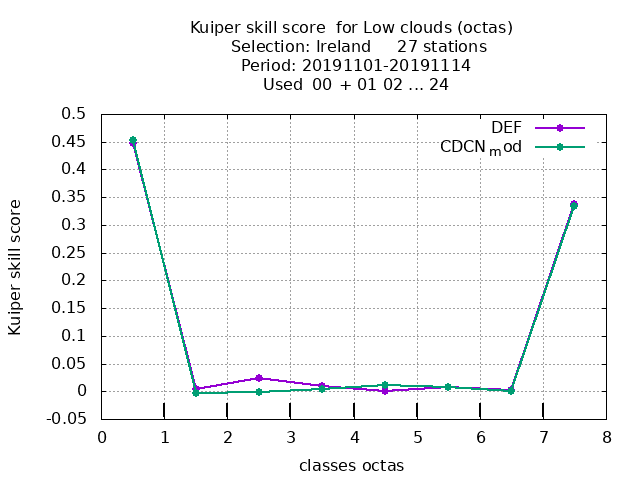 Kuiper skill score  for Low clouds (octas)
Selection: Ireland     27 stations
Period: 20191101-20191114
Used  00 + 01 02 ... 24
DEF
CDCNmod
0.5
0.45
0.4
0.35
0.3
0.25
0.2
0.15
0.1
0.05
0
-0.05
Kuiper skill score
0 1 2 3 4 5 6 7 8
classes octas